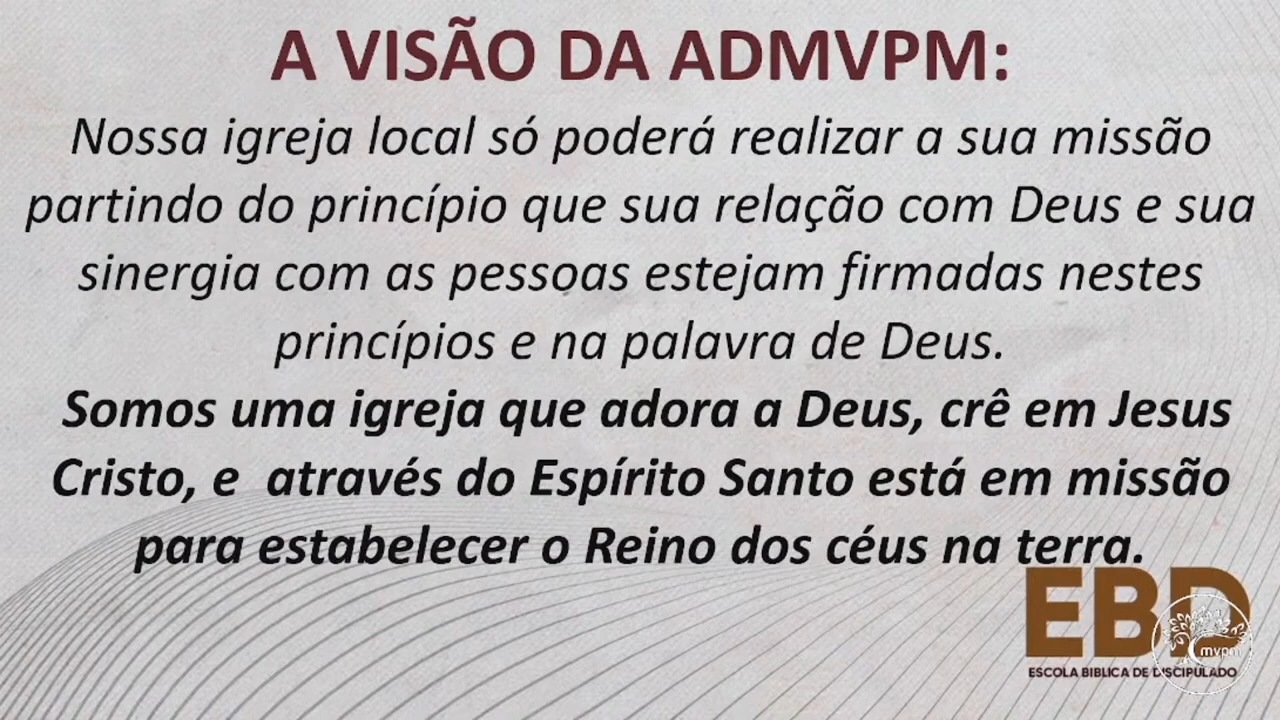 A VISÃO DA ADMVPM:
Nossa igreja local só poderá realizar a sua missão
partindo do princípio que sua relação com Deus e sua
sinergia com as pessoas estejam firmadas nestes
princípios e na palavra de Deus.
Somos uma igreja que adora a Deus, crê em Jesus
Cristo, e  através do Espírito Santo está em missão
para estabelecer o Reino dos céus na terra.
EBD
mvpm
ESCOLA BIBLICA DE DISCIPULADO